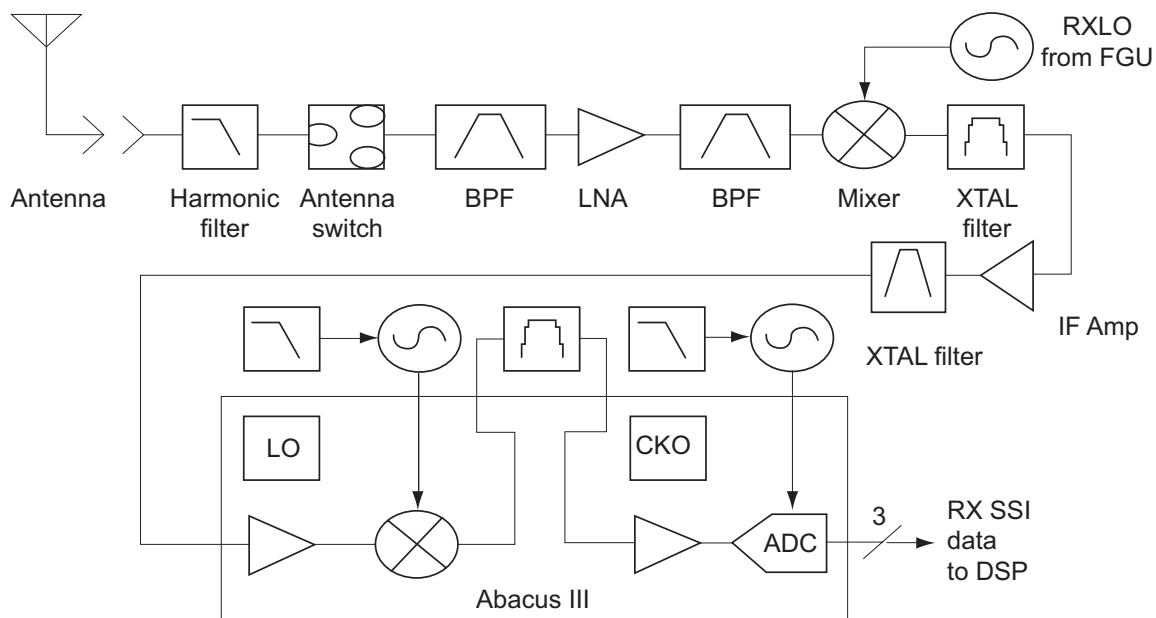 RXLO
from FGU
Antenna
Harmonic
filter
Antenna
switch
BPF
LNA
BPF
Mixer
XTAL
filter
IF Amp
XTAL filter
LO
CKO
ADC
3
RX SSI
data
to DSP
Abacus III